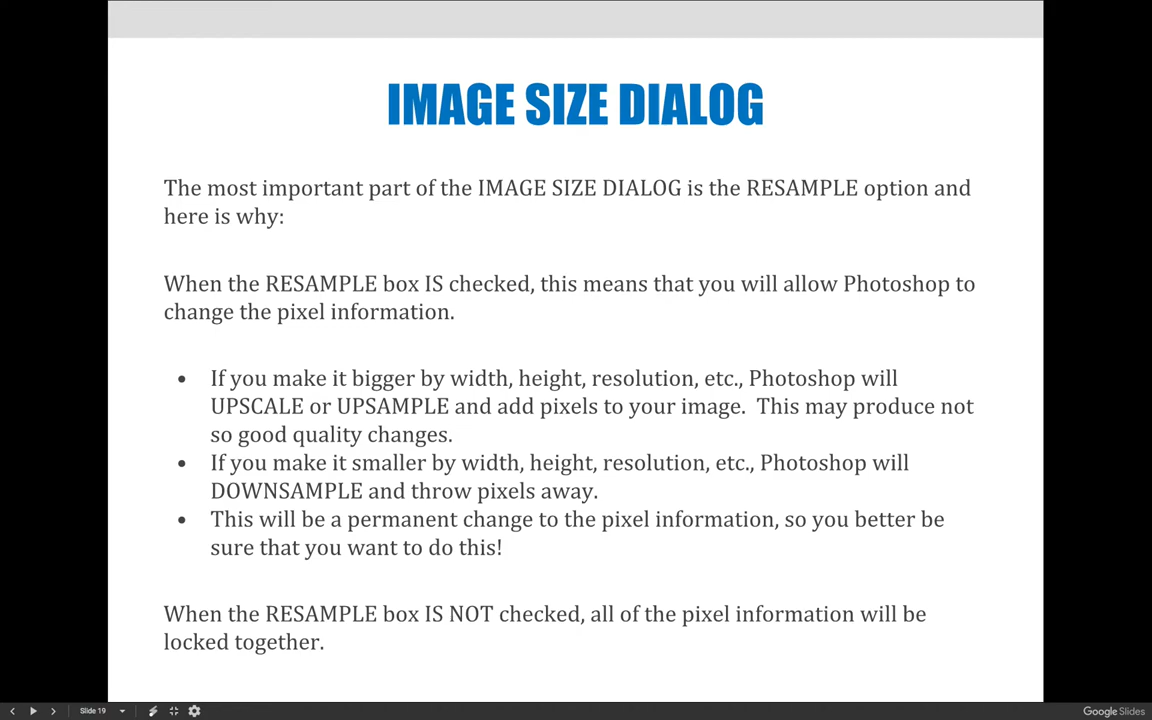 IMAGE SIZE DIALOG
The most important part of the IMAGE SIZE DIALOG is the RESAMPLE option and
here is why:
When the RESAMPLE box IS checked, this means that you will allow Photoshop to
change the pixel information.
• If you make it bigger by width, height, resolution, etc., Photoshop will
UPSCALE or UPSAMPLE and add pixels to your image.  This may produce not
so good quality changes.
• If you make it smaller by width, height, resolution, etc., Photoshop will
DOWNSAMPLE and throw pixels away.
• This will be a permanent change to the pixel information, so you better be
sure that you want to do this!
When the RESAMPLE box IS NOT checked, all of the pixel information will be
locked together.
Slide 19
Google Slides